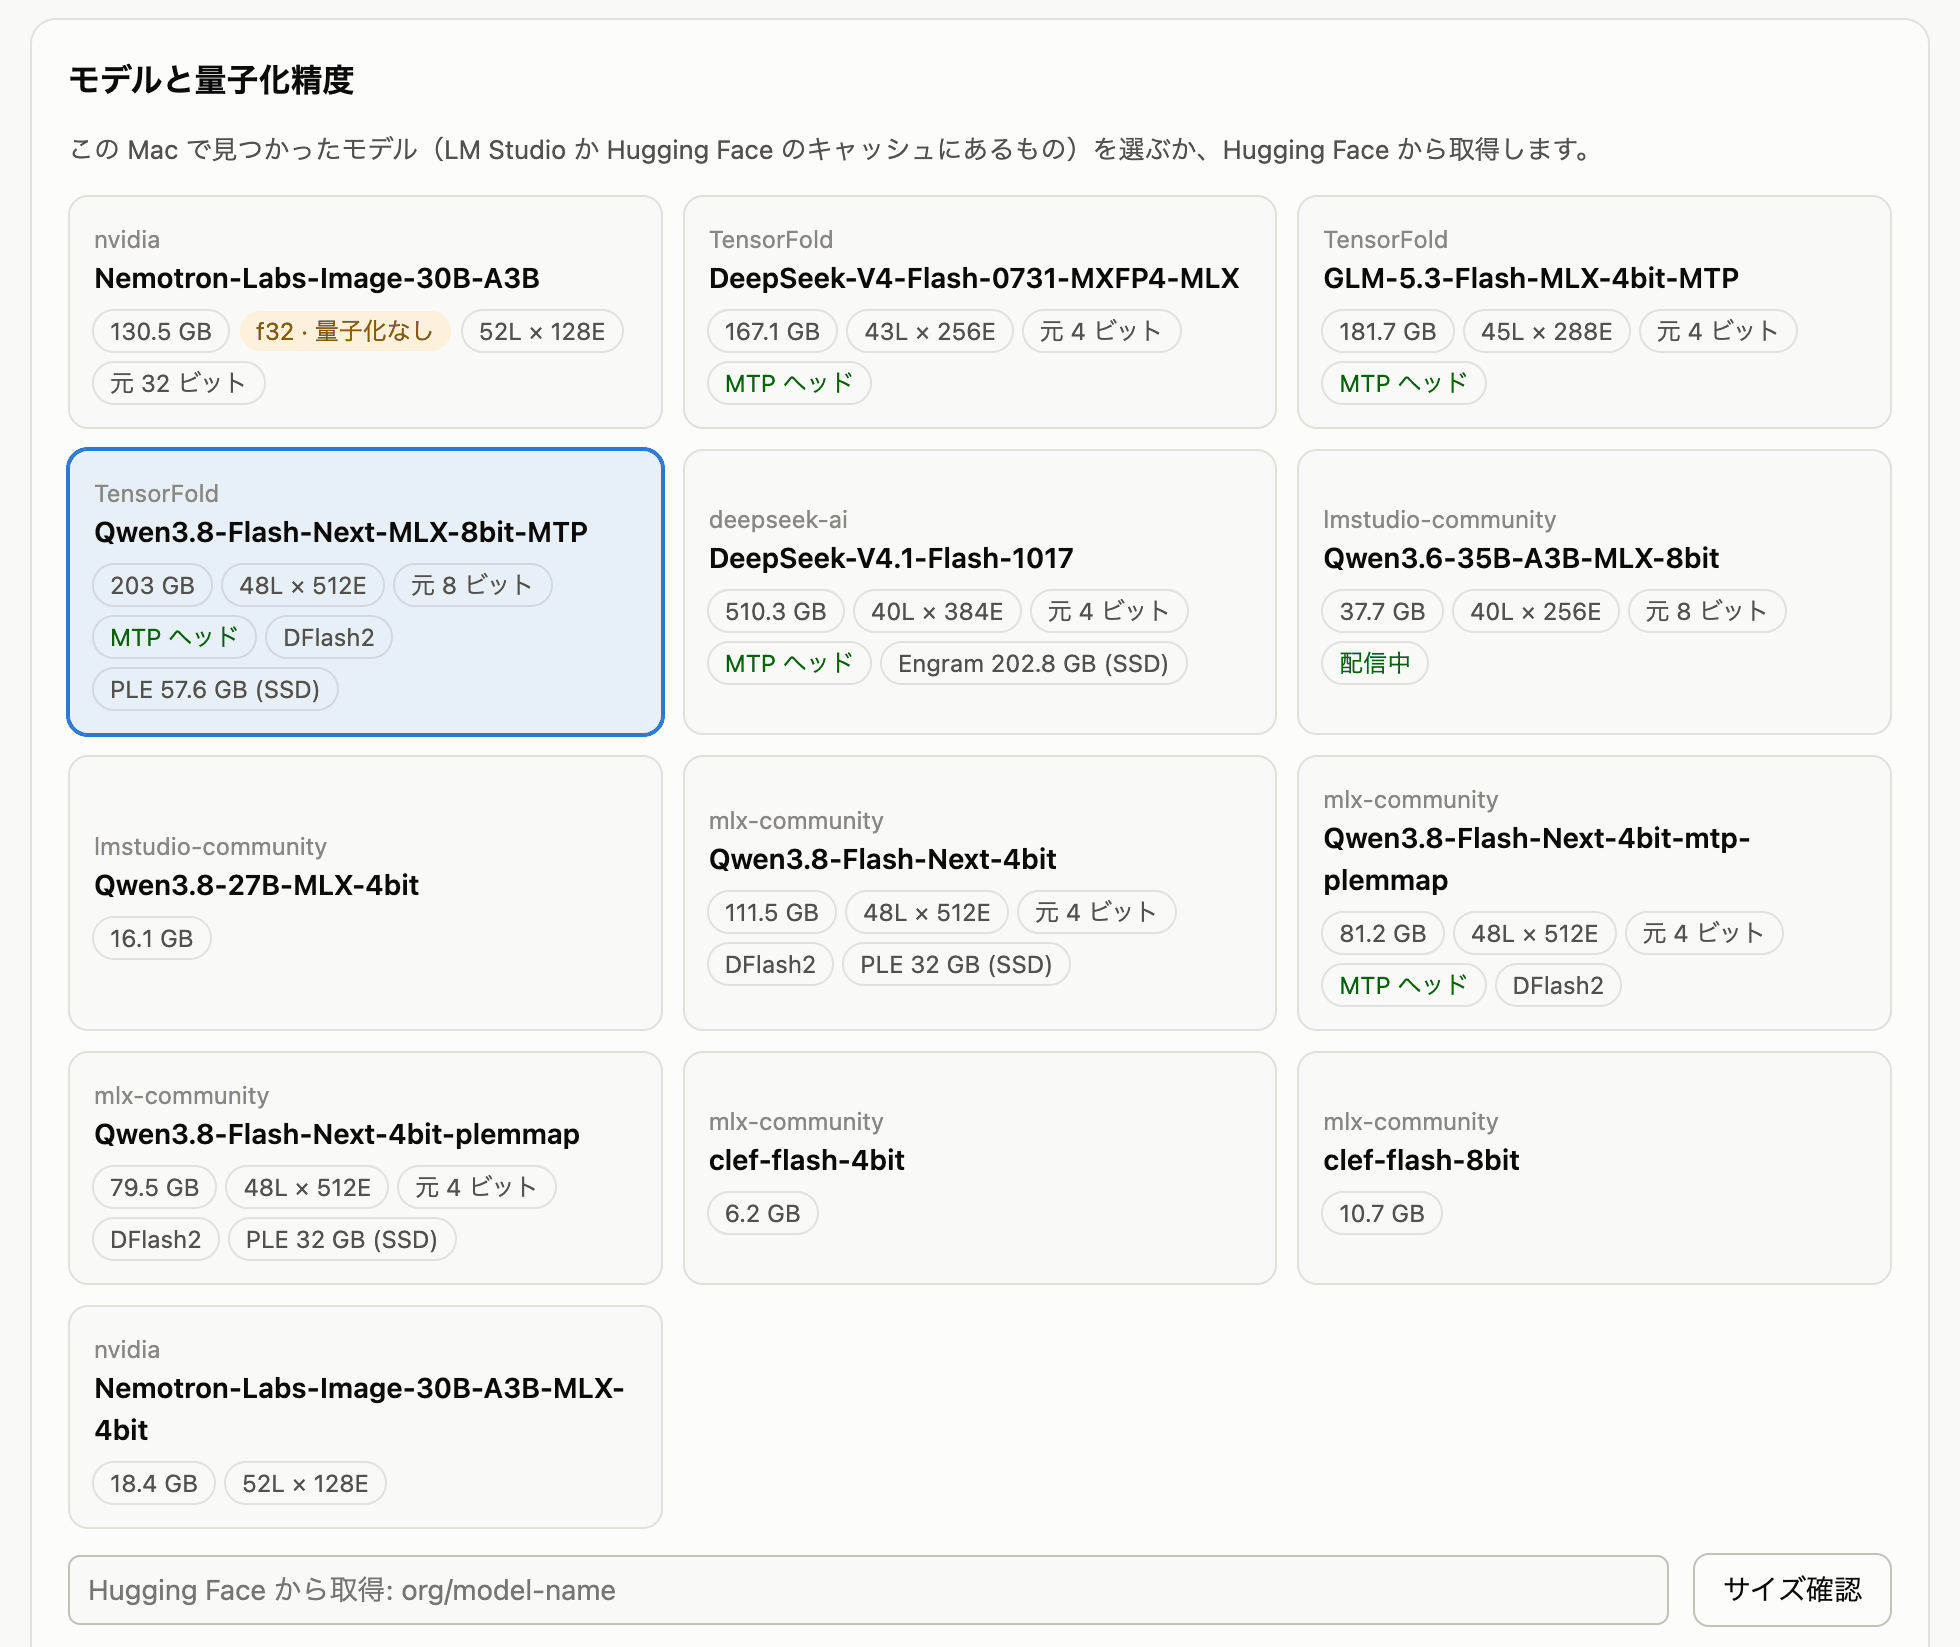 モデルと量子化精度
この Mac で見つかったモデル（LM Studio か Hugging Face のキャッシュにあるもの）を選ぶか、Hugging Face から取得します。
nvidia
Nemotron-Labs-Image-30B-A3B
130.5 GB
f32 · 量子化なし
52L × 128E
元 32 ビット
TensorFold
DeepSeek-V4-Flash-0731-MXFP4-MLX
167.1 GB
43L × 256E
元 4 ビット
MTP ヘッド
TensorFold
GLM-5.3-Flash-MLX-4bit-MTP
181.7 GB
45L × 288E
元 4 ビット
MTP ヘッド
TensorFold
Qwen3.8-Flash-Next-MLX-8bit-MTP
203 GB
48L × 512E
元 8 ビット
MTP ヘッド
DFlash2
PLE 57.6 GB (SSD)
deepseek-ai
DeepSeek-V4.1-Flash-1017
510.3 GB
40L × 384E
元 4 ビット
MTP ヘッド
Engram 202.8 GB (SSD)
lmstudio-community
Qwen3.6-35B-A3B-MLX-8bit
37.7 GB
40L × 256E
元 8 ビット
配信中
lmstudio-community
Qwen3.8-27B-MLX-4bit
16.1 GB
mlx-community
Qwen3.8-Flash-Next-4bit
111.5 GB
48L × 512E
元 4 ビット
DFlash2
PLE 32 GB (SSD)
mlx-community
Qwen3.8-Flash-Next-4bit-mtp-
plemmap
81.2 GB
48L × 512E
元 4 ビット
MTP ヘッド
DFlash2
mlx-community
Qwen3.8-Flash-Next-4bit-plemmap
79.5 GB
48L × 512E
元 4 ビット
DFlash2
PLE 32 GB (SSD)
mlx-community
clef-flash-4bit
6.2 GB
mlx-community
clef-flash-8bit
10.7 GB
nvidia
Nemotron-Labs-Image-30B-A3B-MLX-
4bit
18.4 GB
52L × 128E
Hugging Face から取得: org/model-name
サイズ確認